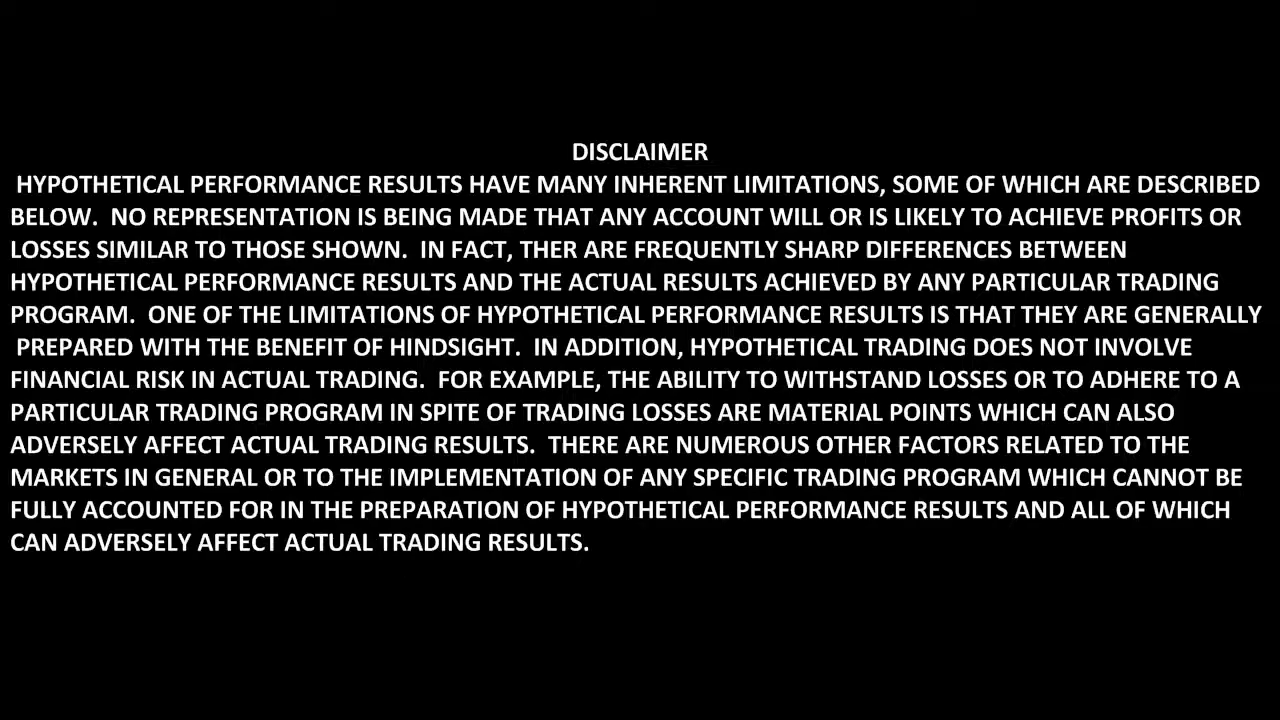 DISCLAIMER
HYPOTHETICAL PERFORMANCE RESULTS HAVE MANY INHERENT LIMITATIONS, SOME OF WHICH ARE DESCRIBED
BELOW.  NO REPRESENTATION IS BEING MADE THAT ANY ACCOUNT WILL OR IS LIKELY TO ACHIEVE PROFITS OR
LOSSES SIMILAR TO THOSE SHOWN.  IN FACT, THER ARE FREQUENTLY SHARP DIFFERENCES BETWEEN
HYPOTHETICAL PERFORMANCE RESULTS AND THE ACTUAL RESULTS ACHIEVED BY ANY PARTICULAR TRADING
PROGRAM.  ONE OF THE LIMITATIONS OF HYPOTHETICAL PERFORMANCE RESULTS IS THAT THEY ARE GENERALLY
PREPARED WITH THE BENEFIT OF HINDSIGHT.  IN ADDITION, HYPOTHETICAL TRADING DOES NOT INVOLVE
FINANCIAL RISK IN ACTUAL TRADING.  FOR EXAMPLE, THE ABILITY TO WITHSTAND LOSSES OR TO ADHERE TO A
PARTICULAR TRADING PROGRAM IN SPITE OF TRADING LOSSES ARE MATERIAL POINTS WHICH CAN ALSO
ADVERSELY AFFECT ACTUAL TRADING RESULTS.  THERE ARE NUMEROUS OTHER FACTORS RELATED TO THE
MARKETS IN GENERAL OR TO THE IMPLEMENTATION OF ANY SPECIFIC TRADING PROGRAM WHICH CANNOT BE
FULLY ACCOUNTED FOR IN THE PREPARATION OF HYPOTHETICAL PERFORMANCE RESULTS AND ALL OF WHICH
CAN ADVERSELY AFFECT ACTUAL TRADING RESULTS.